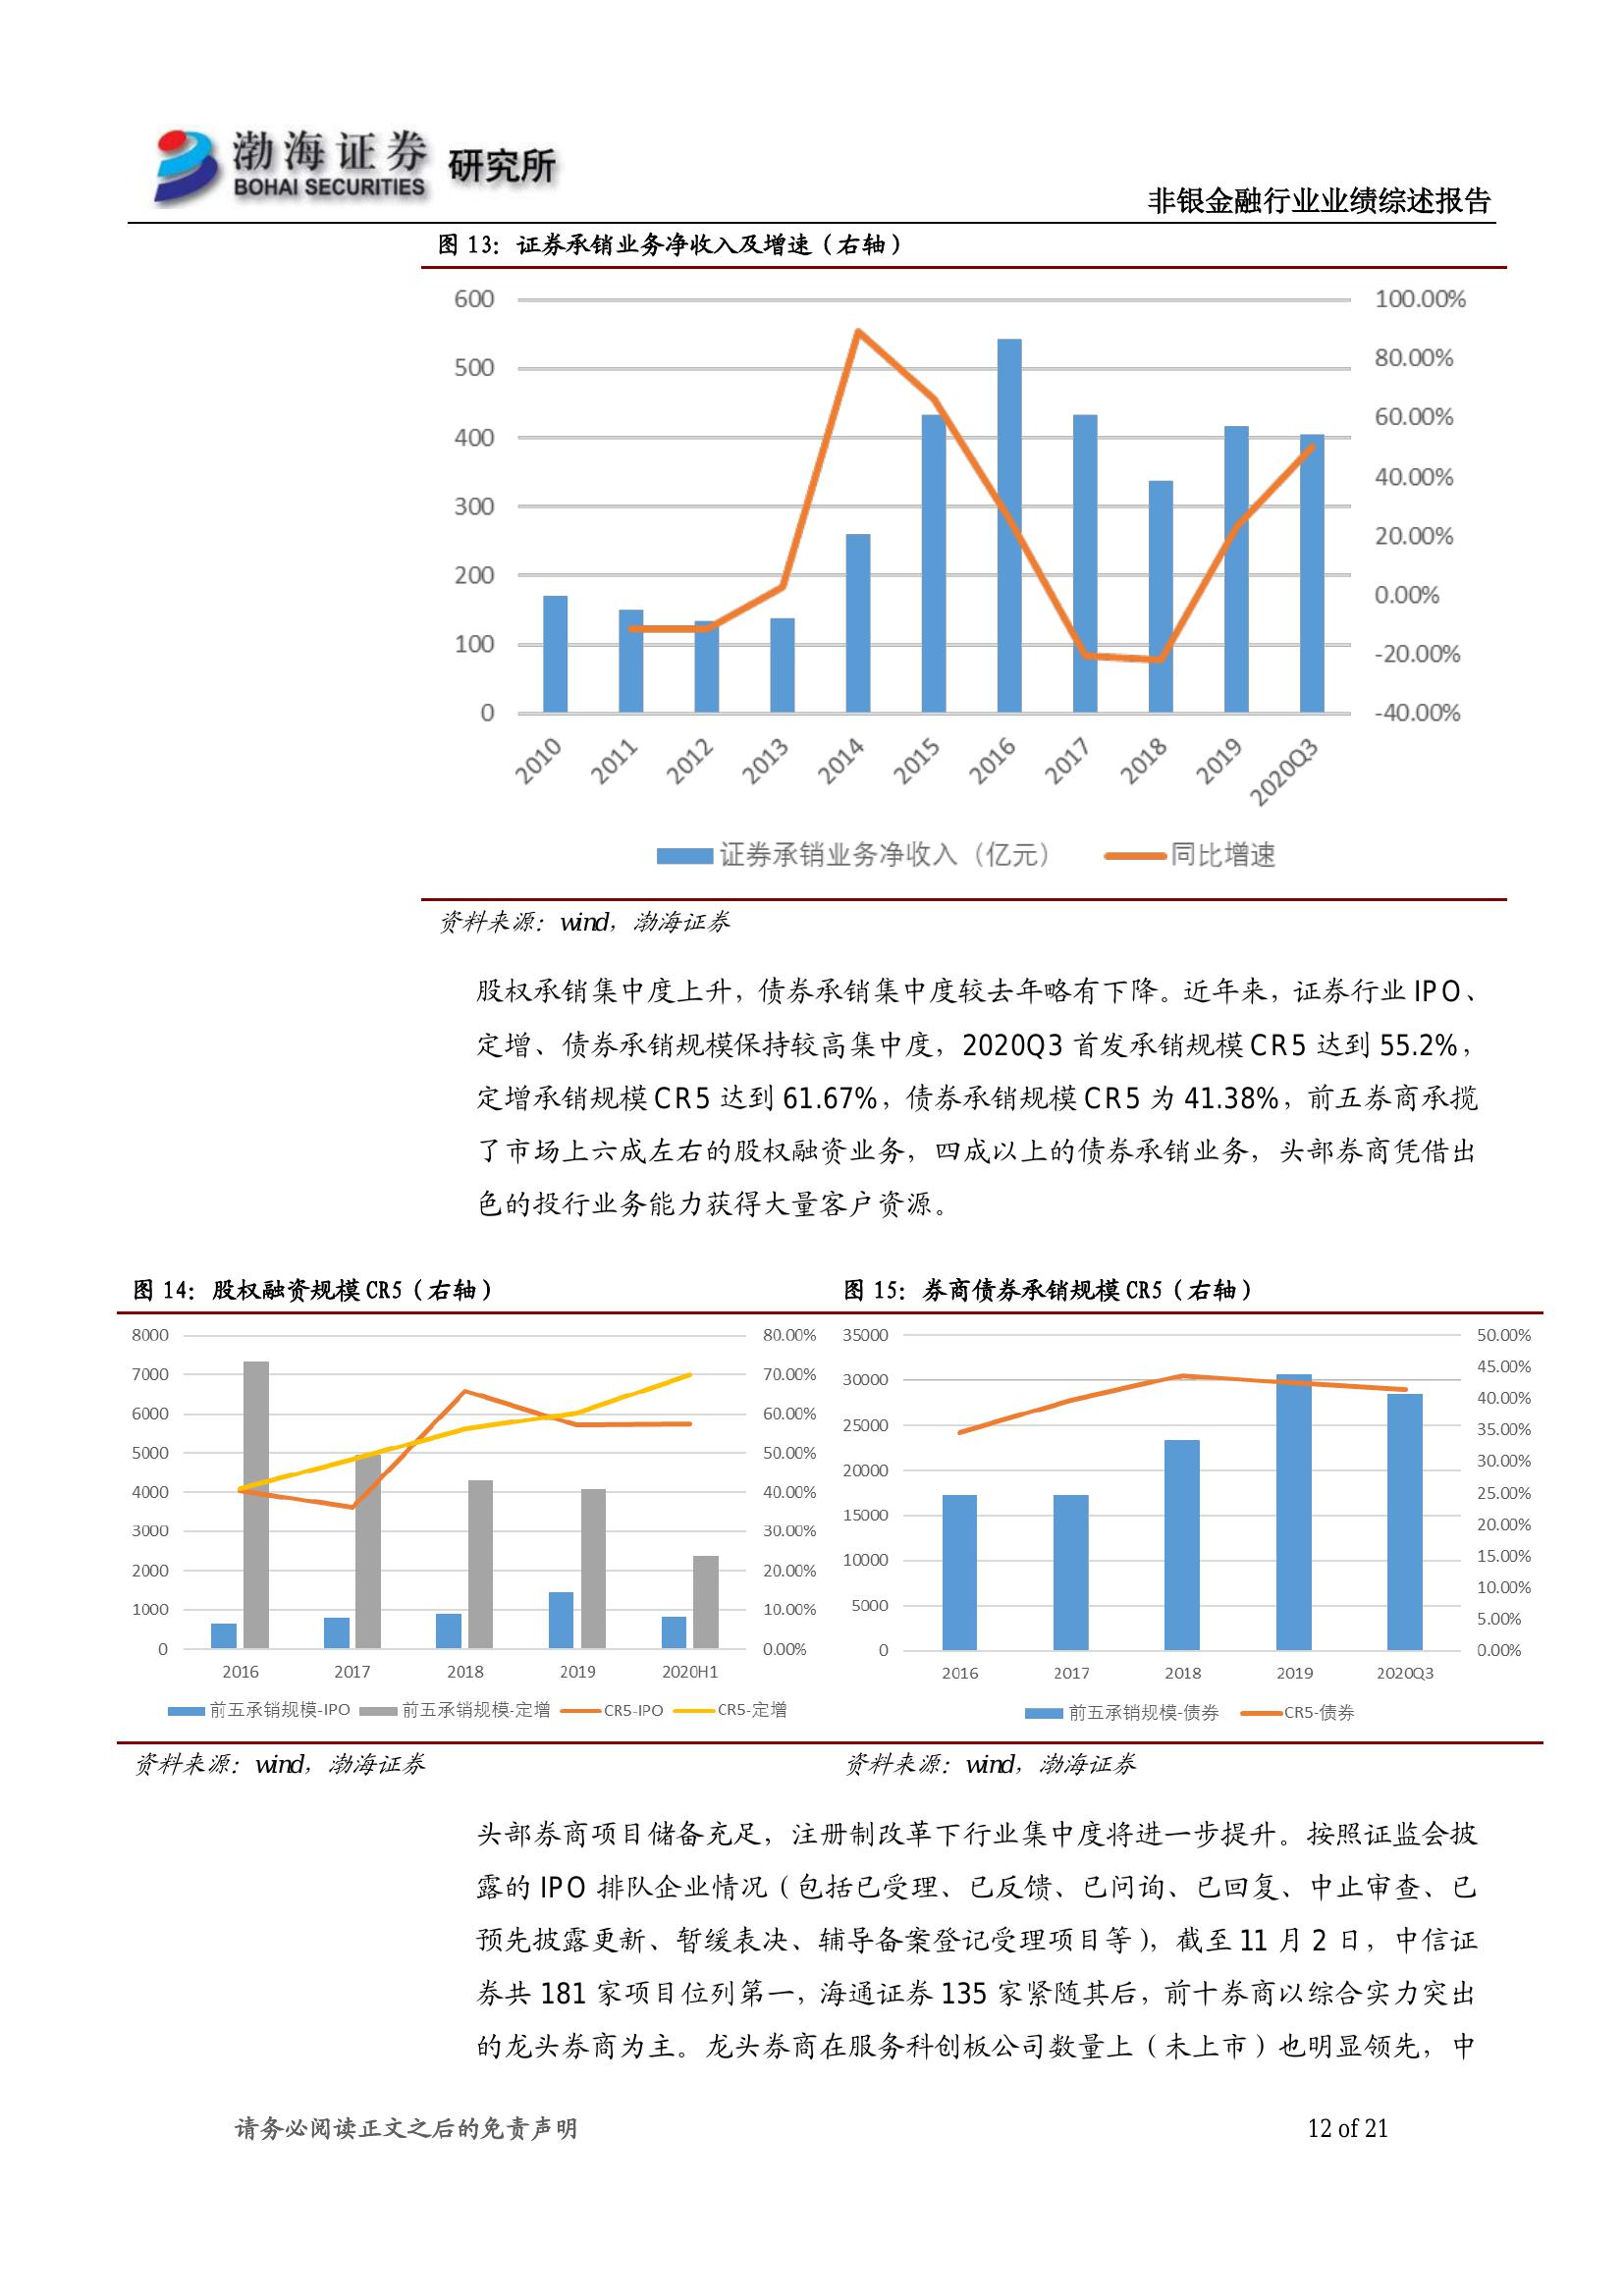 渤海证券 研究所
BOHAI SECURITIES
非银金融行业业绩综述报告
图 13：证券承销业务净收入及增速（右轴）
600 100.00%
500 80.00%
400 60.00%
300 40.00%
200 20.00%
100 0.00%
0 -20.00%
-40.00%
2010 2011 2012 2013 2014 2015 2016 2017 2018 2019 2020Q3
证券承销业务净收入（亿元） 同比增速
资料来源：wind，渤海证券
股权承销集中度上升，债券承销集中度较去年略有下降。近年来，证券行业 IPO、
定增、债券承销规模保持较高集中度，2020Q3 首发承销规模 CR5 达到 55.2%，
定增承销规模 CR5 达到 61.67%，债券承销规模 CR5 为 41.38%，前五券商承揽
了市场上六成左右的股权融资业务，四成以上的债券承销业务，头部券商凭借出
色的投行业务能力获得大量客户资源。
图 14：股权融资规模 CR5（右轴）
8000 80.00%
7000 70.00%
6000 60.00%
5000 50.00%
4000 40.00%
3000 30.00%
2000 20.00%
1000 10.00%
0 0.00%
2016 2017 2018 2019 2020H1
前五承销规模-IPO 前五承销规模-定增 CR5-IPO CR5-定增
资料来源：wind，渤海证券
图 15：券商债券承销规模 CR5（右轴）
35000 50.00%
30000 45.00%
25000 40.00%
20000 35.00%
15000 30.00%
10000 25.00%
5000 20.00%
0 15.00%
10.00%
5.00%
0.00%
2016 2017 2018 2019 2020Q3
前五承销规模-债券 CR5-债券
资料来源：wind，渤海证券
头部券商项目储备充足，注册制改革下行业集中度将进一步提升。按照证监会披
露的 IPO 排队企业情况（包括已受理、已反馈、已问询、已回复、中止审查、已
预先披露更新、暂缓表决、辅导备案登记受理项目等），截至 11 月 2 日，中信证
券共 181 家项目位列第一，海通证券 135 家紧随其后，前十券商以综合实力突出
的龙头券商为主。龙头券商在服务科创板公司数量上（未上市）也明显领先，中
请务必阅读正文之后的免责声明 12 of 21